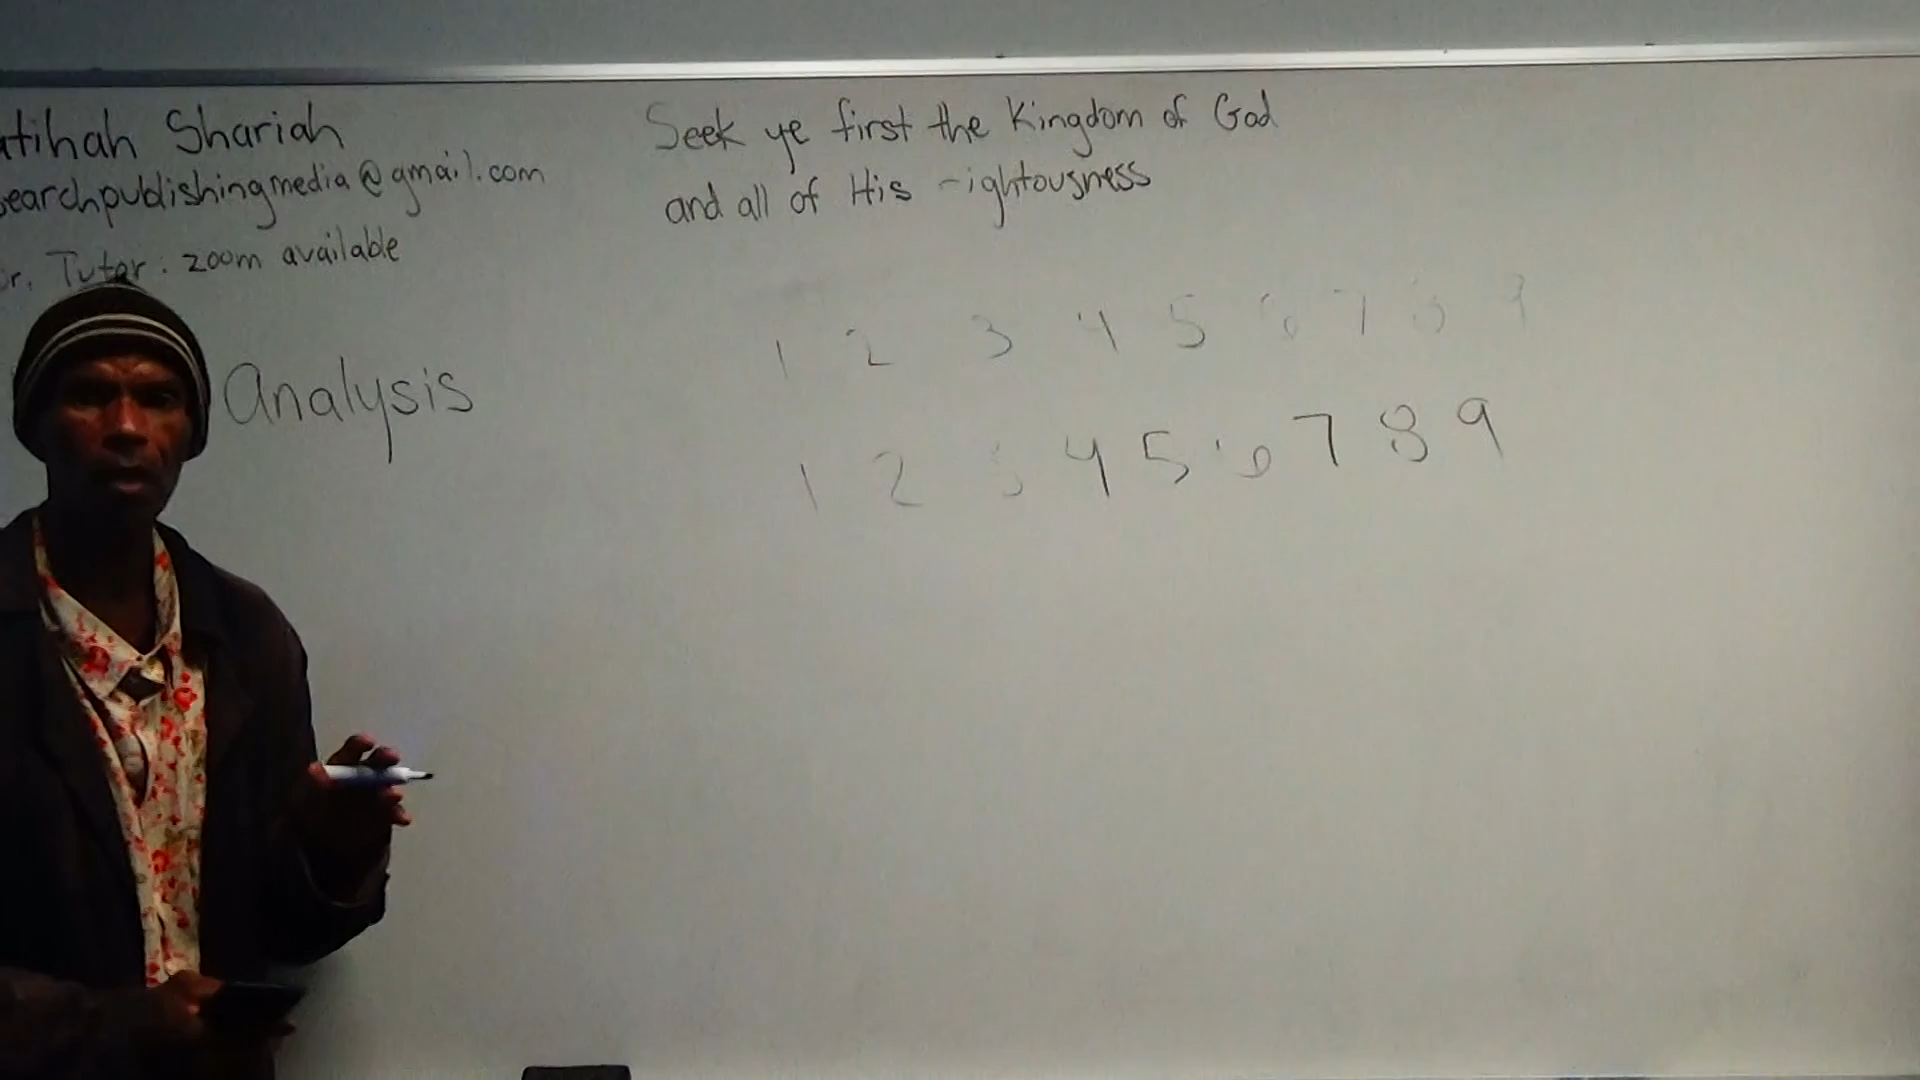 atihah Shariah
searchpublishingmedia@gmail.com
r. Tutor: zoom available
Analysis
Seek ye first the Kingdom of God
and all of His rightousness
1 2 3 4 5 6 7 8 9
1 2 3 4 5 6 7 8 9